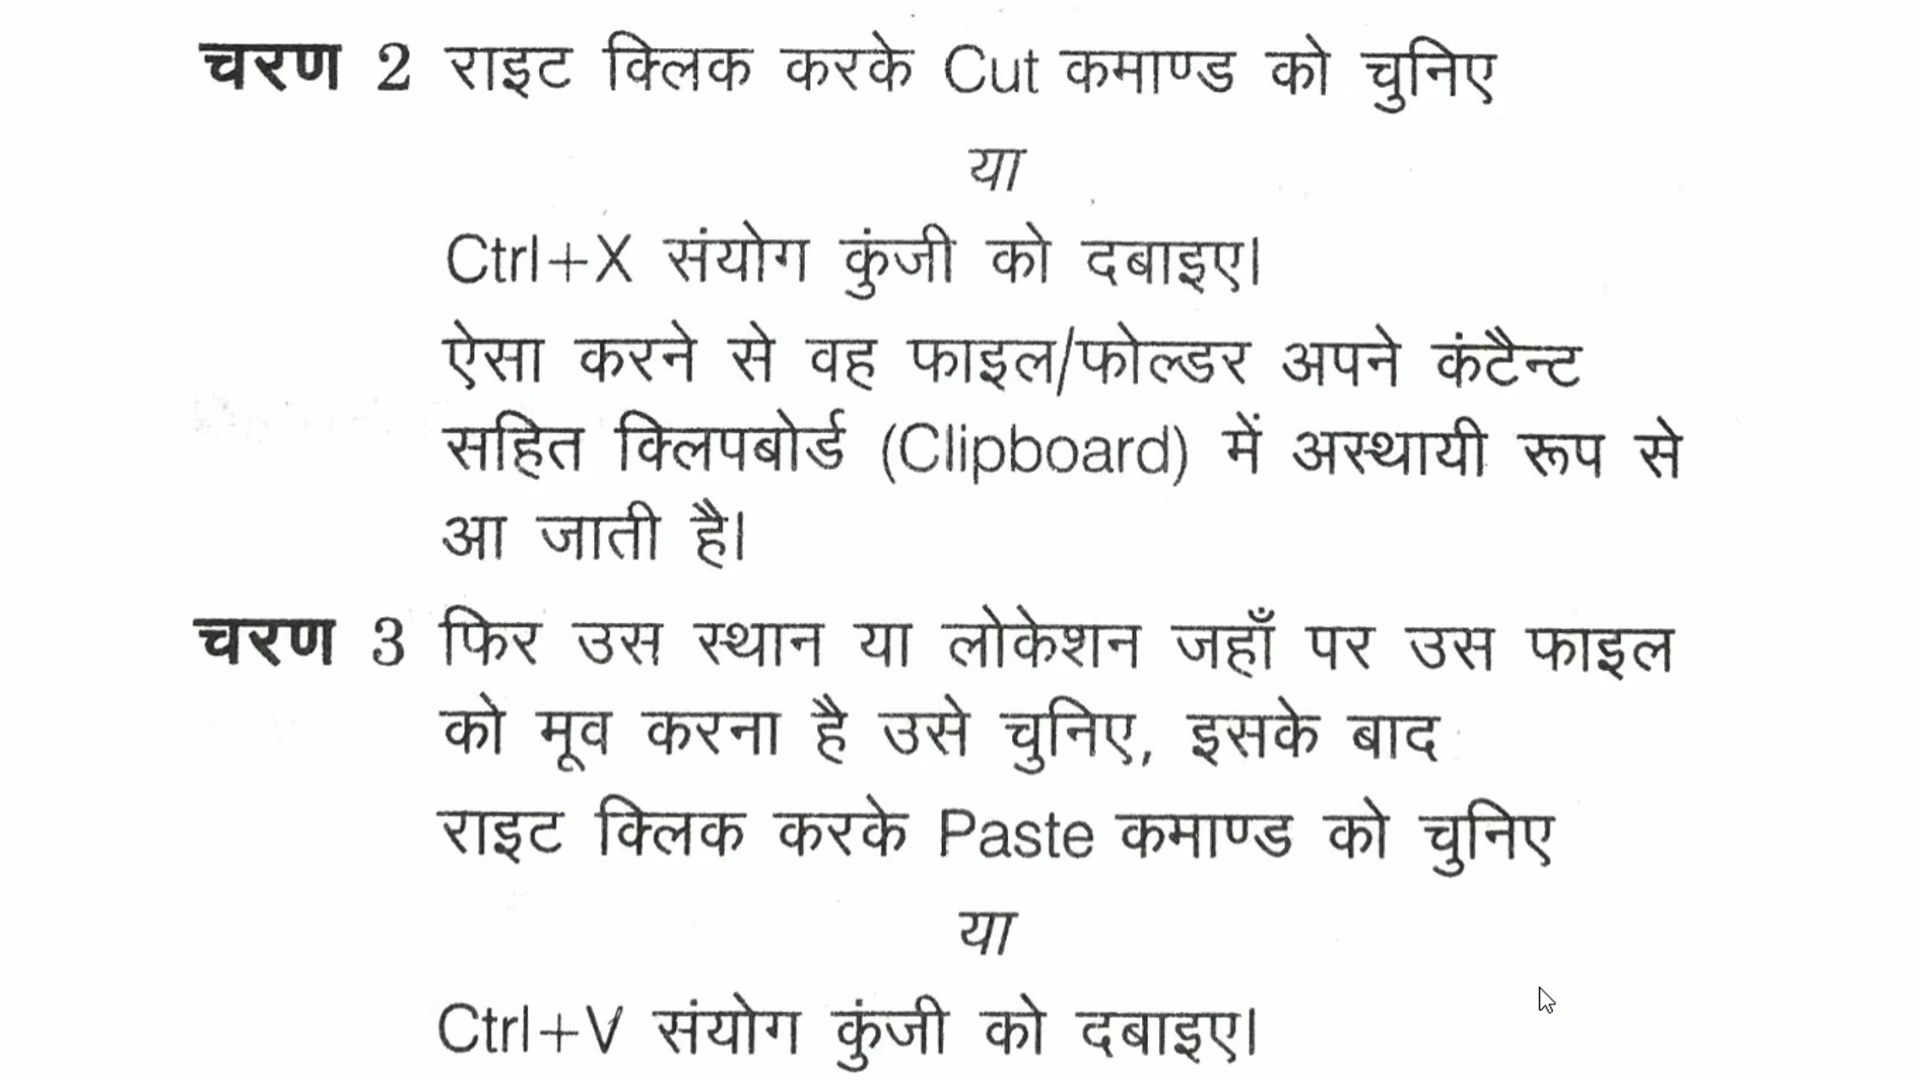 चरण 2 राइट क्लिक करके Cut कमाण्ड को चुनिए
या
Ctrl+X संयोग कुंजी को दबाइए।
ऐसा करने से वह फाइल/फोल्डर अपने कंटैन्ट
सहित क्लिपबोर्ड (Clipboard) में अस्थायी रूप से
आ जाती है।
चरण 3 फिर उस स्थान या लोकेशन जहाँ पर उस फाइल
को मूव करना है उसे चुनिए, इसके बाद
राइट क्लिक करके Paste कमाण्ड को चुनिए
या
Ctrl+V संयोग कुंजी को दबाइए।